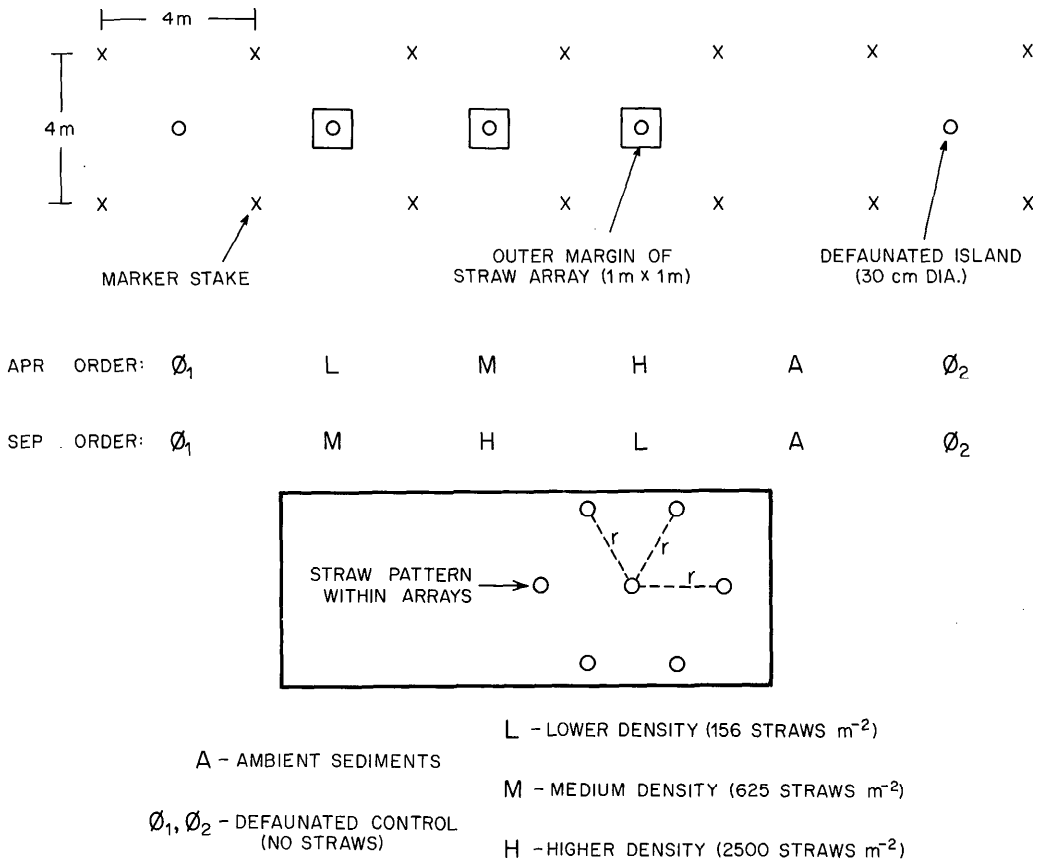 4m
X X X X X X X
4m
X X X X X X X
MARKER STAKE
OUTER MARGIN OF
STRAW ARRAY (1m x 1m)
DEFAUNATED ISLAND
(30 cm DIA.)
APR ORDER: Ø₁ L M H A Ø₂
SEP ORDER: Ø₁ M H L A Ø₂
STRAW PATTERN
WITHIN ARRAYS
r
r
r
A - AMBIENT SEDIMENTS
Ø₁, Ø₂ - DEFAUNATED CONTROL
(NO STRAWS)
L - LOWER DENSITY (156 STRAWS m⁻²)
M - MEDIUM DENSITY (625 STRAWS m⁻²)
H - HIGHER DENSITY (2500 STRAWS m⁻²)